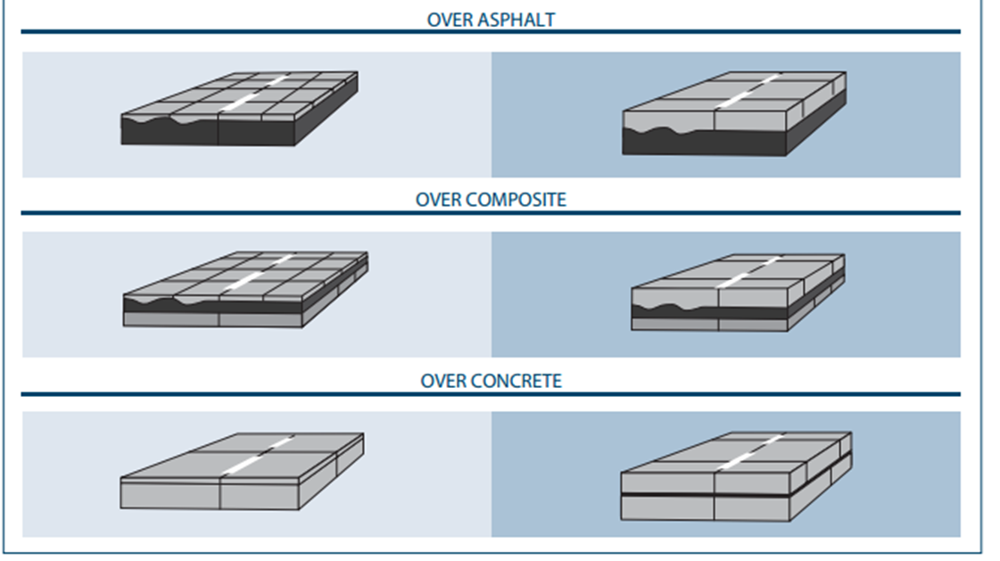 OVER ASPHALT
OVER COMPOSITE
OVER CONCRETE